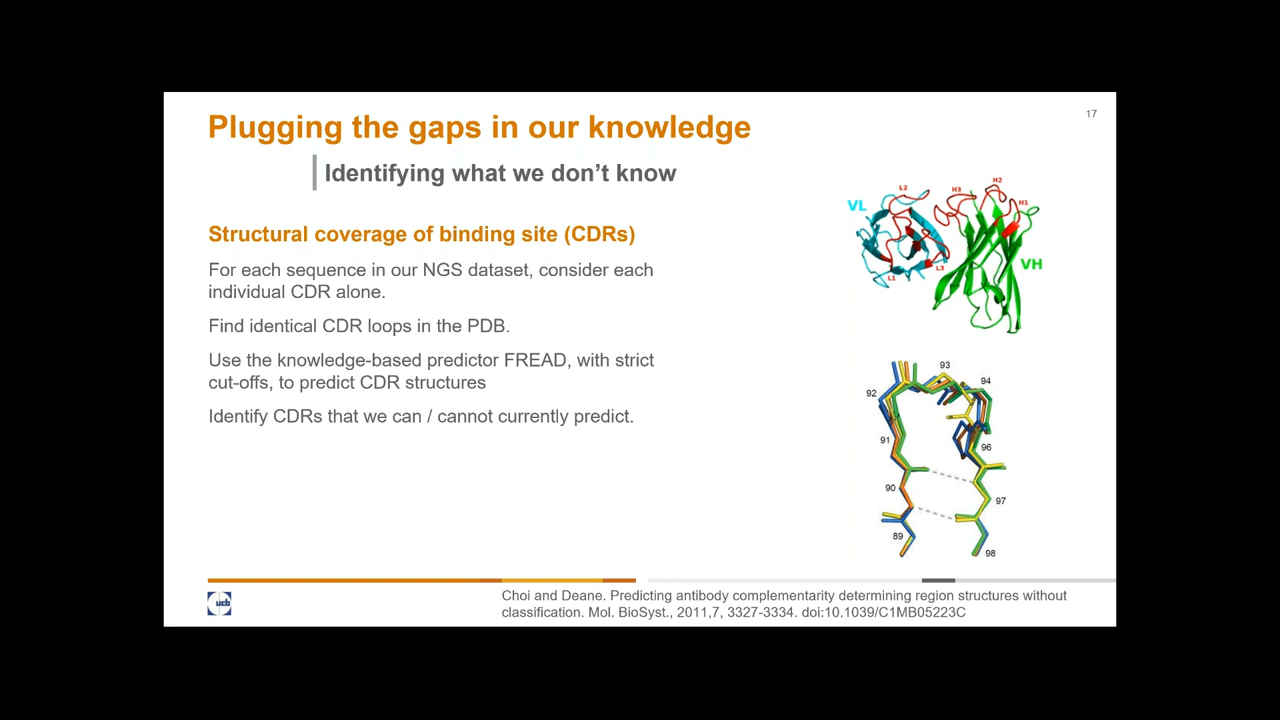 17
Plugging the gaps in our knowledge
Identifying what we don’t know
Structural coverage of binding site (CDRs)
For each sequence in our NGS dataset, consider each
individual CDR alone.
Find identical CDR loops in the PDB.
Use the knowledge-based predictor FREAD, with strict
cut-offs, to predict CDR structures
Identify CDRs that we can / cannot currently predict.
VL
L2
H3
H2
H1
L1
L3
VH
93
94
92
91
96
90
97
89
98
ucb
Choi and Deane. Predicting antibody complementarity determining region structures without
classification. Mol. BioSyst., 2011,7, 3327-3334. doi:10.1039/C1MB05223C